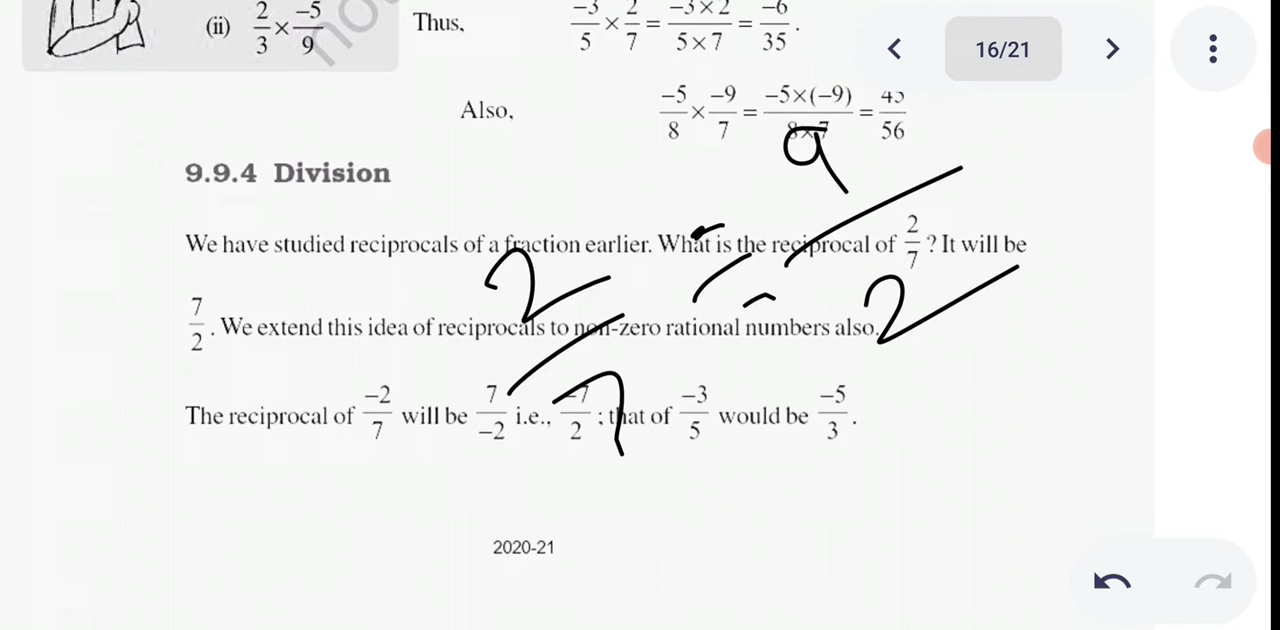 (ii) 2/3 × -5/9 Thus, -3/5 × 2/7 = -3×2/5×7 = -6/35.
16/21
Also, -5/8 × -9/7 = -5×(-9)/8×7 = 45/56
9.9.4 Division
We have studied reciprocals of a fraction earlier. What is the reciprocal of 2/7 ? It will be
7/2. We extend this idea of reciprocals to non-zero rational numbers also.
The reciprocal of -2/7 will be 7/-2 i.e., -7/2 ; that of -3/5 would be -5/3.
2/7 = 9/2
2020-21